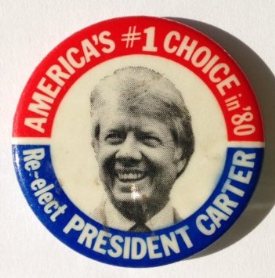 AMERICA'S #1 CHOICE in '80
Re-elect PRESIDENT CARTER